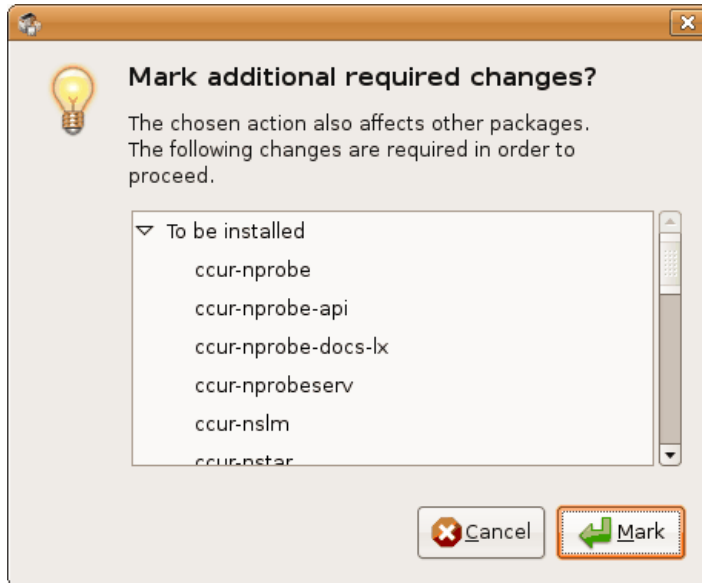 Mark additional required changes?
The chosen action also affects other packages.
The following changes are required in order to
proceed.
To be installed
ccur-nprobe
ccur-nprobe-api
ccur-nprobe-docs-lx
ccur-nprobeserv
ccur-nslm
ccur-nstar
Cancel
Mark